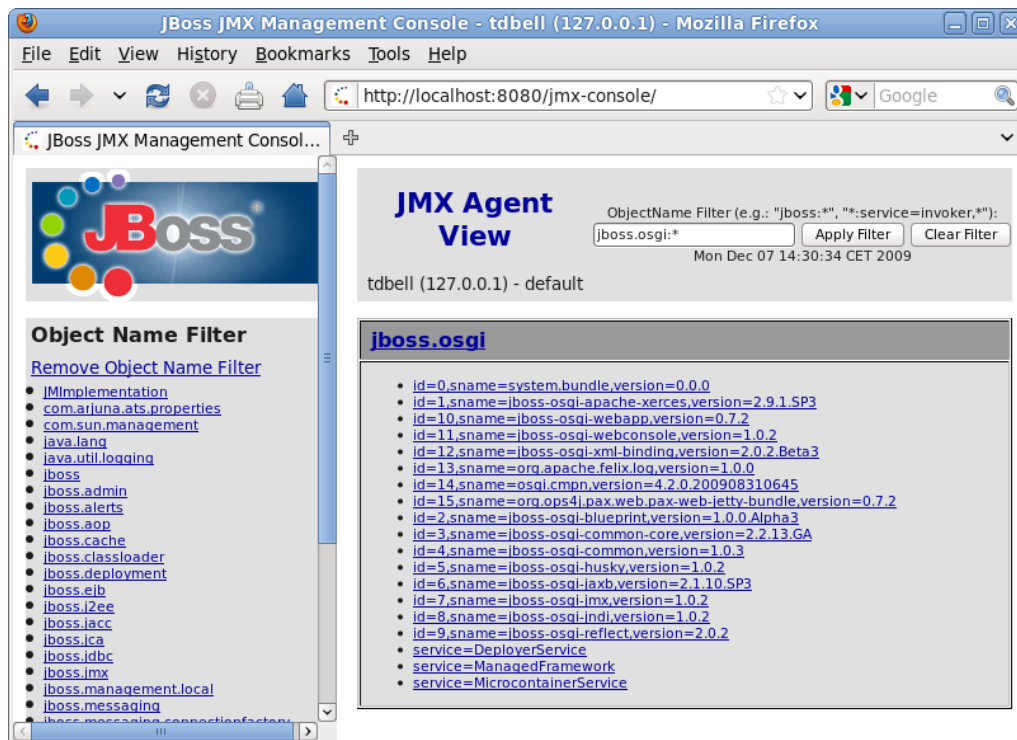 JBoss JMX Management Console - tdbell (127.0.0.1) - Mozilla Firefox
File Edit View History Bookmarks Tools Help
http://localhost:8080/jmx-console/
Google
JBoss JMX Management Consol...
JBoss
JMX Agent View
ObjectName Filter (e.g.: "jboss:*", "*:service=invoker,*"):
jboss.osgi:* Apply Filter Clear Filter
Mon Dec 07 14:30:34 CET 2009
tdbell (127.0.0.1) - default
Object Name Filter
Remove Object Name Filter
JMImplementation
com.arjuna.ats.properties
com.sun.management
java.lang
java.util.logging
jboss
jboss.admin
jboss.alerts
jboss.aop
jboss.cache
jboss.classloader
jboss.deployment
jboss.ejb
jboss.j2ee
jboss.jacc
jboss.jca
jboss.jdbc
jboss.jmx
jboss.management.local
jboss.messaging
jboss.messaging.connectionfactory
jboss.osgi
id=0,sname=system.bundle,version=0.0.0
id=1,sname=jboss-osgi-apache-xerces,version=2.9.1.SP3
id=10,sname=jboss-osgi-webapp,version=0.7.2
id=11,sname=jboss-osgi-webconsole,version=1.0.2
id=12,sname=jboss-osgi-xml-binding,version=2.0.2.Beta3
id=13,sname=org.apache.felix.log,version=1.0.0
id=14,sname=osgi.cmpn,version=4.2.0.200908310645
id=15,sname=org.ops4j.pax.web.pax-web-jetty-bundle,version=0.7.2
id=2,sname=jboss-osgi-blueprint,version=1.0.0.Alpha3
id=3,sname=jboss-osgi-common-core,version=2.2.13.GA
id=4,sname=jboss-osgi-common,version=1.0.3
id=5,sname=jboss-osgi-husky,version=1.0.2
id=6,sname=jboss-osgi-jaxb,version=2.1.10.SP3
id=7,sname=jboss-osgi-jmx,version=1.0.2
id=8,sname=jboss-osgi-jndi,version=1.0.2
id=9,sname=jboss-osgi-reflect,version=2.0.2
service=DeployerService
service=ManagedFramework
service=MicrocontainerService